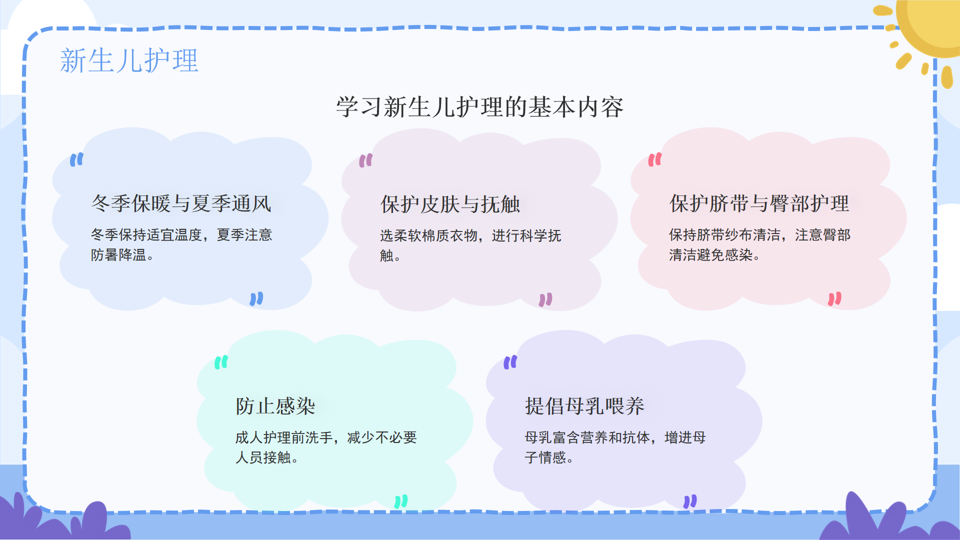 新生儿护理
学习新生儿护理的基本内容
冬季保暖与夏季通风
冬季保持适宜温度，夏季注意
防暑降温。
保护皮肤与抚触
选柔软棉质衣物，进行科学抚
触。
保护脐带与臀部护理
保持脐带纱布清洁，注意臀部
清洁避免感染。
防止感染
成人护理前洗手，减少不必要
人员接触。
提倡母乳喂养
母乳富含营养和抗体，增进母
子情感。